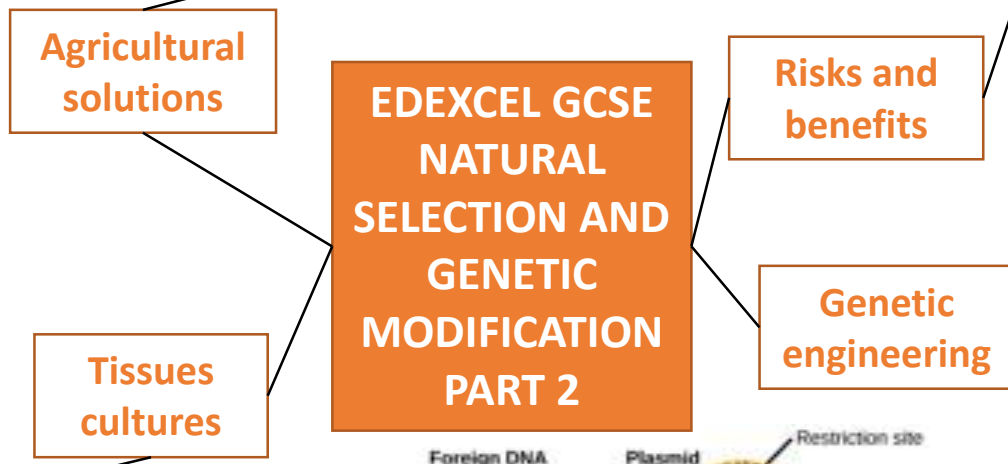 Agricultural
solutions
EDEXCEL GCSE
NATURAL
SELECTION AND
GENETIC
MODIFICATION
PART 2
Risks and
benefits
Genetic
engineering
Tissues
cultures
Foreign DNA
Plasmid
Restriction site